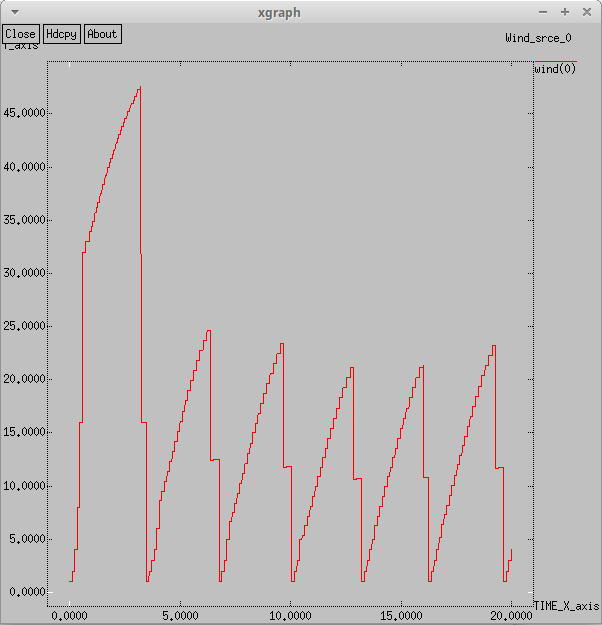 xgraph
Close Hdcpy About
Y_axis
Wind_srce_0
wind(0)
45.0000
40.0000
35.0000
30.0000
25.0000
20.0000
15.0000
10.0000
5.0000
0.0000
TIME_X_axis
0.0000 5.0000 10.0000 15.0000 20.0000